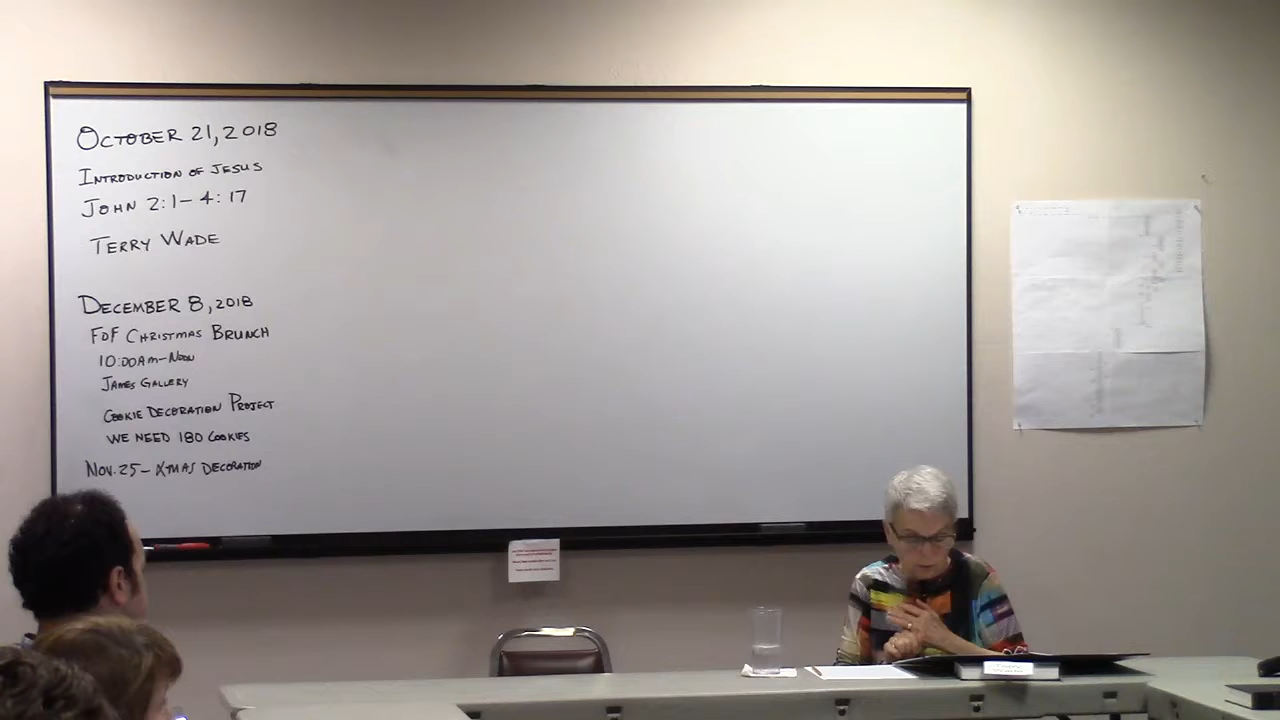 OCTOBER 21, 2018
INTRODUCTION OF JESUS
JOHN 2:1-4:17
TERRY WADE
DECEMBER 8, 2018
FOF CHRISTMAS BRUNCH
10:00AM-NOON
JAMES GALLERY
COOKIE DECORATION PROJECT
WE NEED 180 COOKIES
NOV. 25- XMAS DECORATION